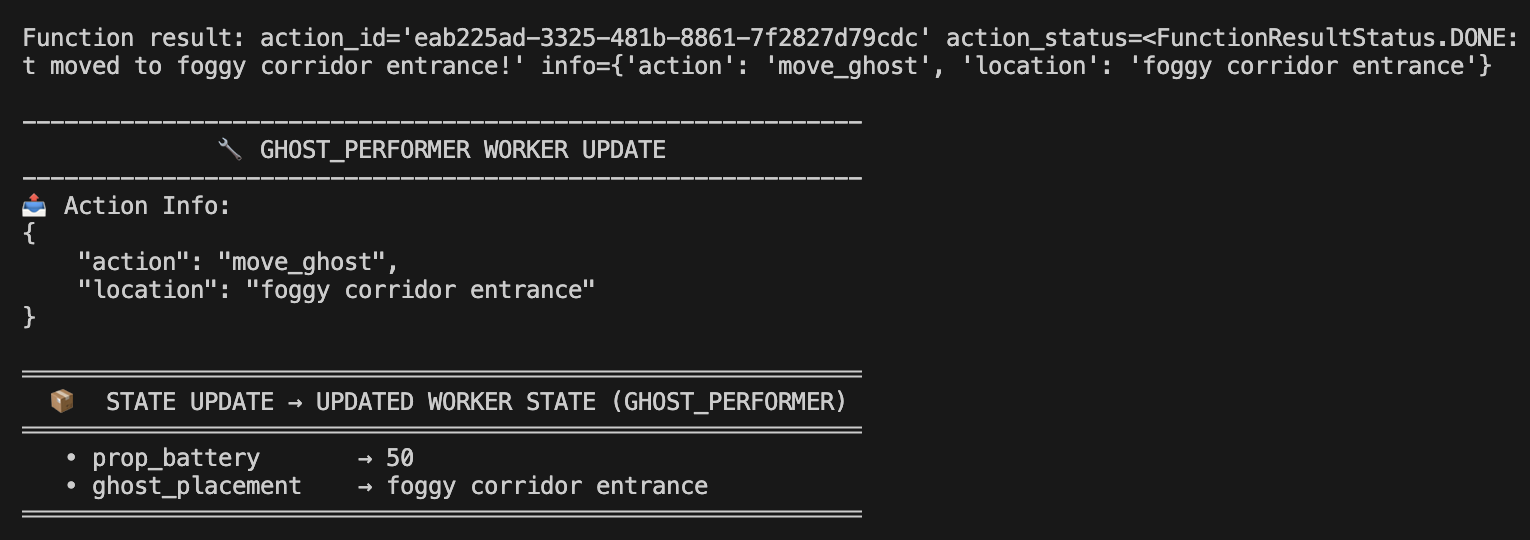 Function result: action_id='eab225ad-3325-481b-8861-7f2827d79cdc' action_status=<FunctionResultStatus.DONE:
t moved to foggy corridor entrance!' info={'action': 'move_ghost', 'location': 'foggy corridor entrance'}
🔧 GHOST_PERFORMER WORKER UPDATE
📤 Action Info:
{
    "action": "move_ghost",
    "location": "foggy corridor entrance"
}
📦 STATE UPDATE → UPDATED WORKER STATE (GHOST_PERFORMER)
• prop_battery → 50
• ghost_placement → foggy corridor entrance